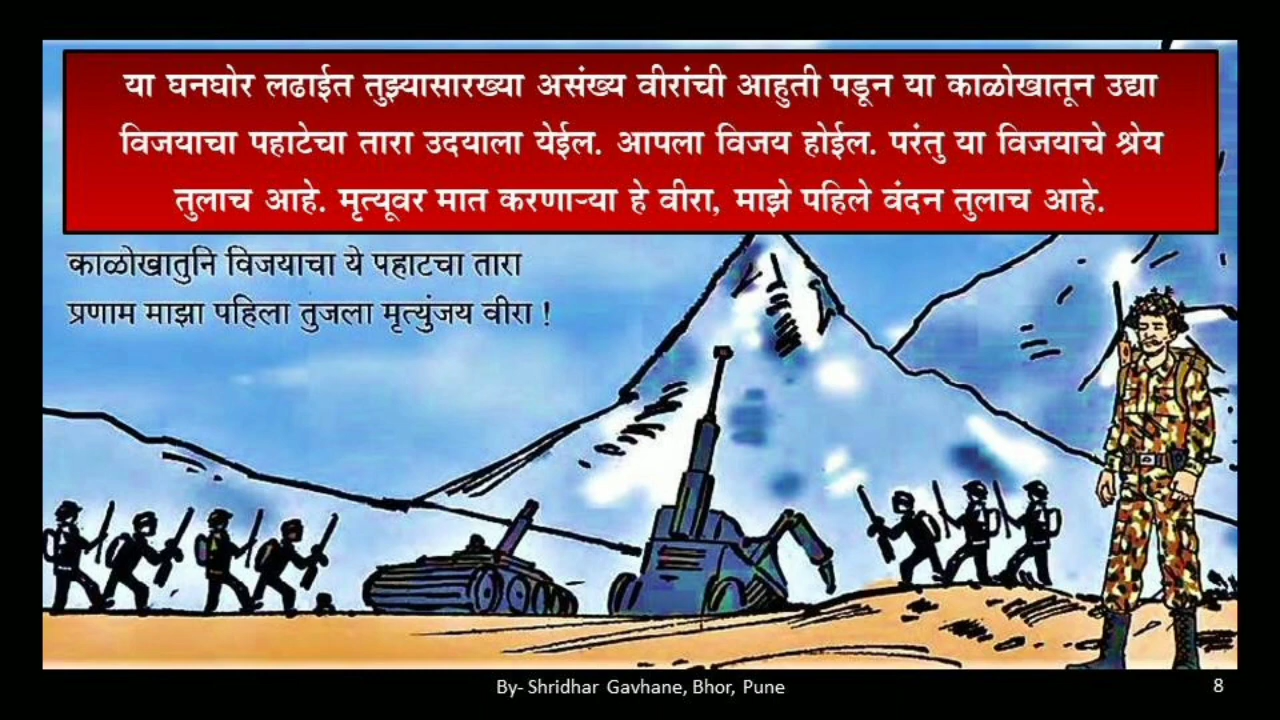 या घनघोर लढाईत तुझ्यासारख्या असंख्य वीरांची आहुती पडून या काळोखातून उद्या
विजयाचा पहाटेचा तारा उदयाला येईल. आपला विजय होईल. परंतु या विजयाचे श्रेय
तुलाच आहे. मृत्यूवर मात करणाऱ्या हे वीरा, माझे पहिले वंदन तुलाच आहे.
काळोखातुनि विजयाचा ये पहाटचा तारा
प्रणाम माझा पहिला तुजला मृत्युंजय वीरा !
By- Shridhar Gavhane, Bhor, Pune
8